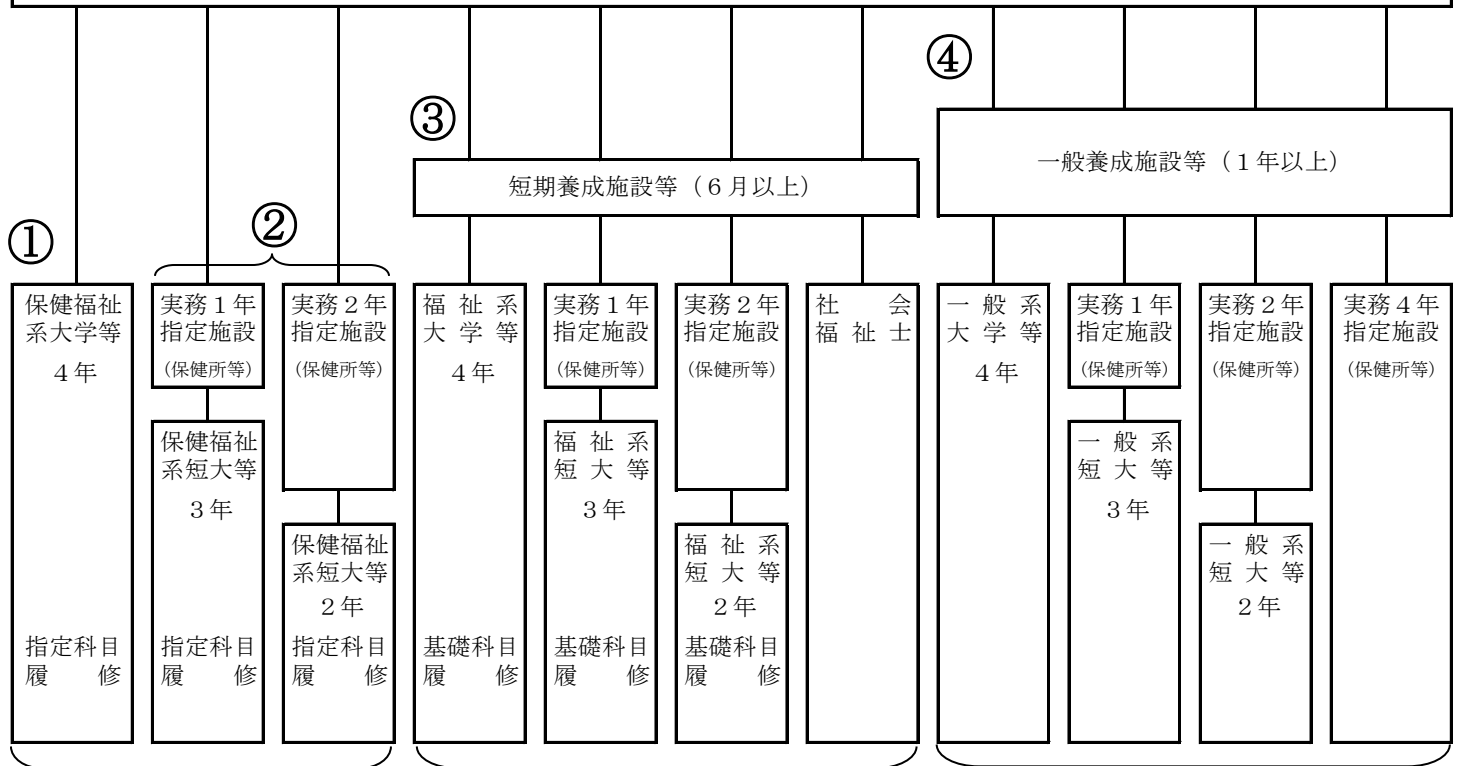 ④
③
一般養成施設等（１年以上）
短期養成施設等（６月以上）
①
②
保健福祉
系大学等
４年
指定科目
履修
実務１年
指定施設
(保健所等)
保健福祉
系短大等
３年
指定科目
履修
実務２年
指定施設
(保健所等)
保健福祉
系短大等
２年
指定科目
履修
福祉系
大学等
４年
基礎科目
履修
実務１年
指定施設
(保健所等)
福祉系
短大等
３年
基礎科目
履修
実務２年
指定施設
(保健所等)
福祉系
短大等
２年
基礎科目
履修
社会
福祉士
一般系
大学等
４年
実務１年
指定施設
(保健所等)
一般系
短大等
３年
実務２年
指定施設
(保健所等)
一般系
短大等
２年
実務４年
指定施設
(保健所等)